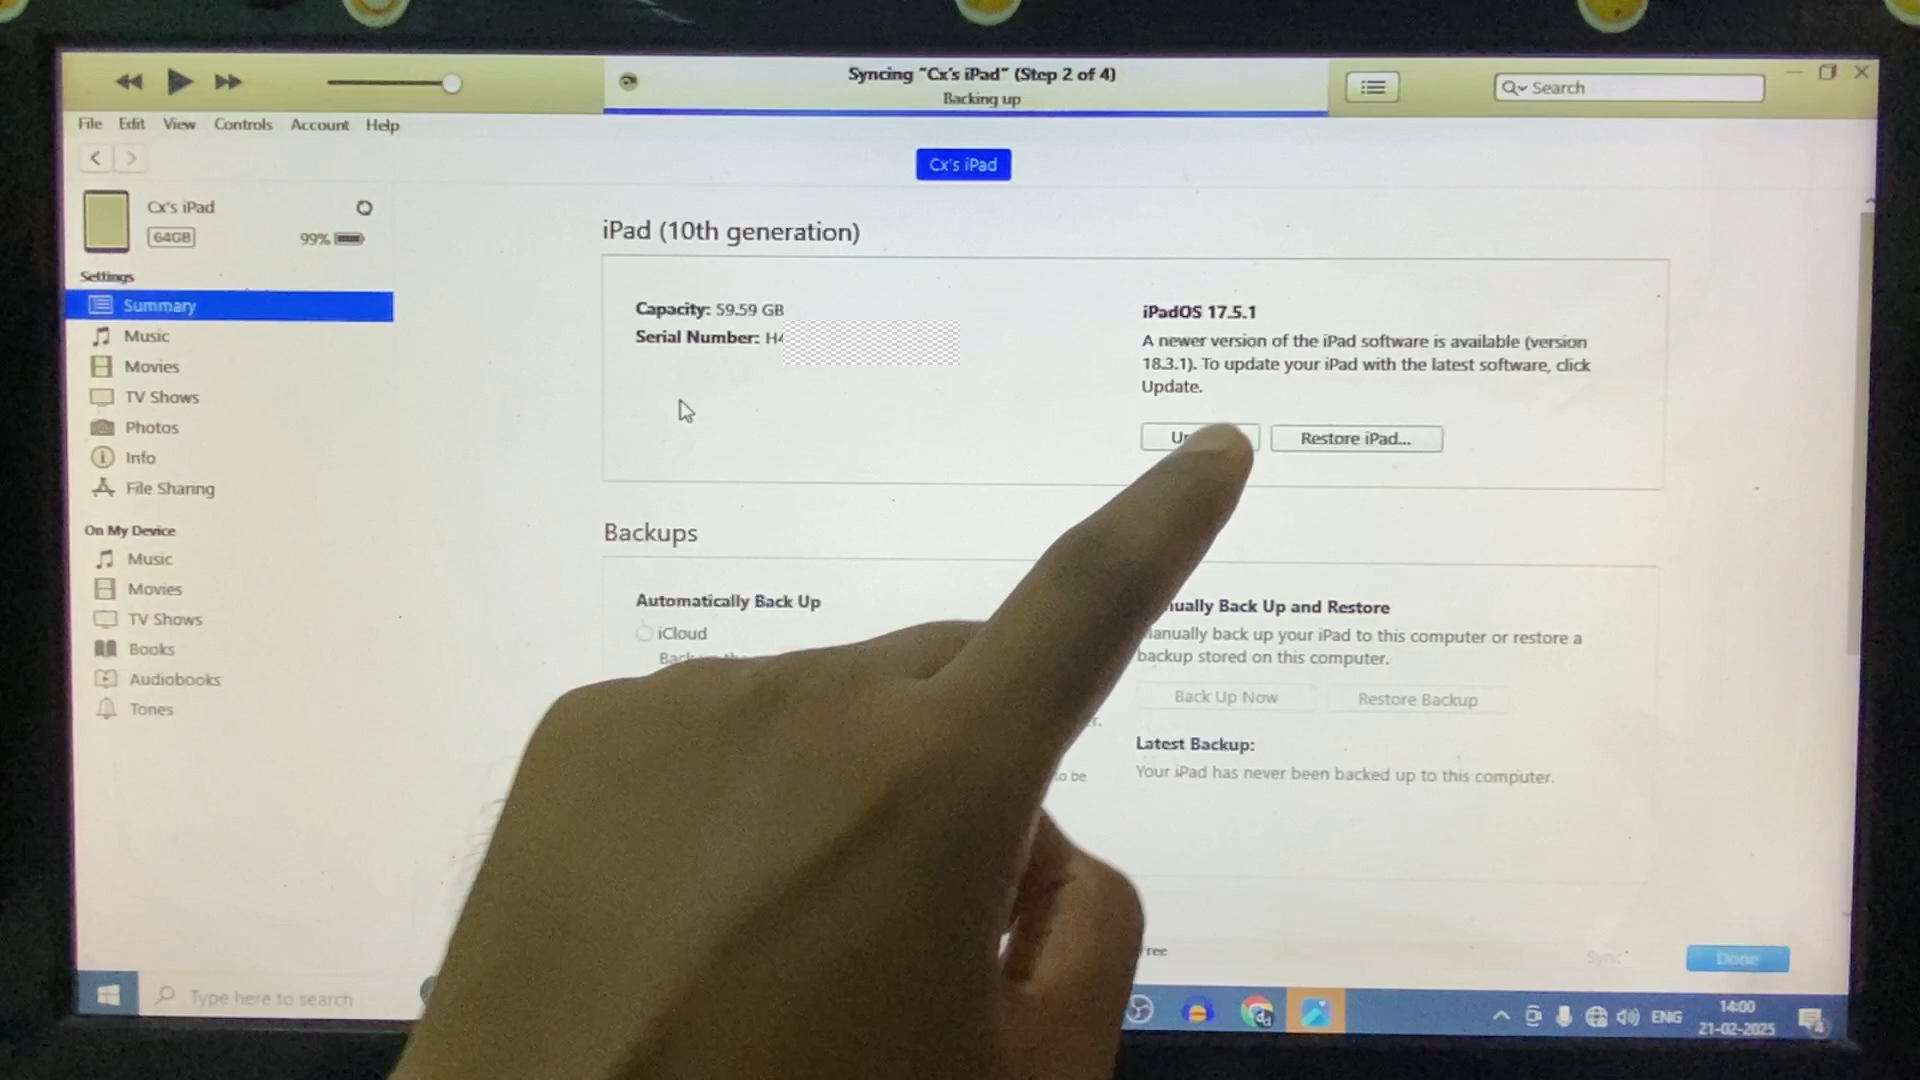 Syncing "Cx's iPad" (Step 2 of 4)
Backing up
Search
File Edit View Controls Account Help
Cx's iPad
Cx's iPad
64GB
99%
Settings
Summary
Music
Movies
TV Shows
Photos
Info
File Sharing
On My Device
Music
Movies
TV Shows
Books
Audiobooks
Tones
iPad (10th generation)
Capacity: 59.59 GB
Serial Number: H4
iPadOS 17.5.1
A newer version of the iPad software is available (version
18.3.1). To update your iPad with the latest software, click
Update.
Restore iPad...
Backups
Automatically Back Up
iCloud
to be
Back Up and Restore
Manually back up your iPad to this computer or restore a
backup stored on this computer.
Back Up Now Restore Backup
Latest Backup:
Your iPad has never been backed up to this computer.
Sync
Done
Type here to search
ENG
14:00
21-02-2025
4